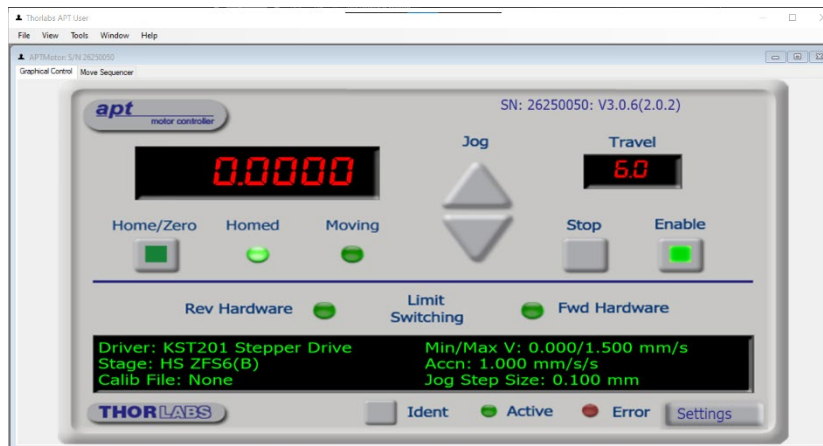 Thorlabs APT User
File View Tools Window Help
APTMotor: S/N 26250050
Graphical Control Move Sequencer
apt
motor controller
SN: 26250050: V3.0.6(2.0.2)
Jog
Travel
0.0000
6.0
Home/Zero Homed Moving
Stop Enable
Rev Hardware
Limit
Switching
Fwd Hardware
Driver: KST201 Stepper Drive
Stage: HS ZFS6(B)
Calib File: None
Min/Max V: 0.000/1.500 mm/s
Accn: 1.000 mm/s/s
Jog Step Size: 0.100 mm
THORLABS
Ident Active Error Settings